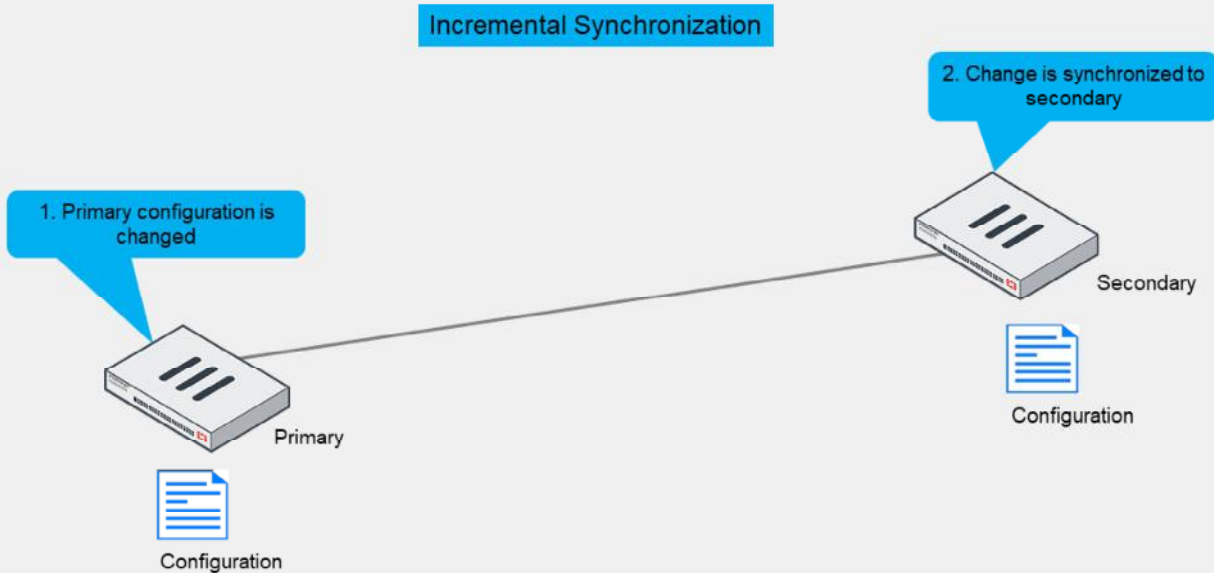 Incremental Synchronization
2. Change is synchronized to
secondary
1. Primary configuration is
changed
Secondary
Configuration
Primary
Configuration